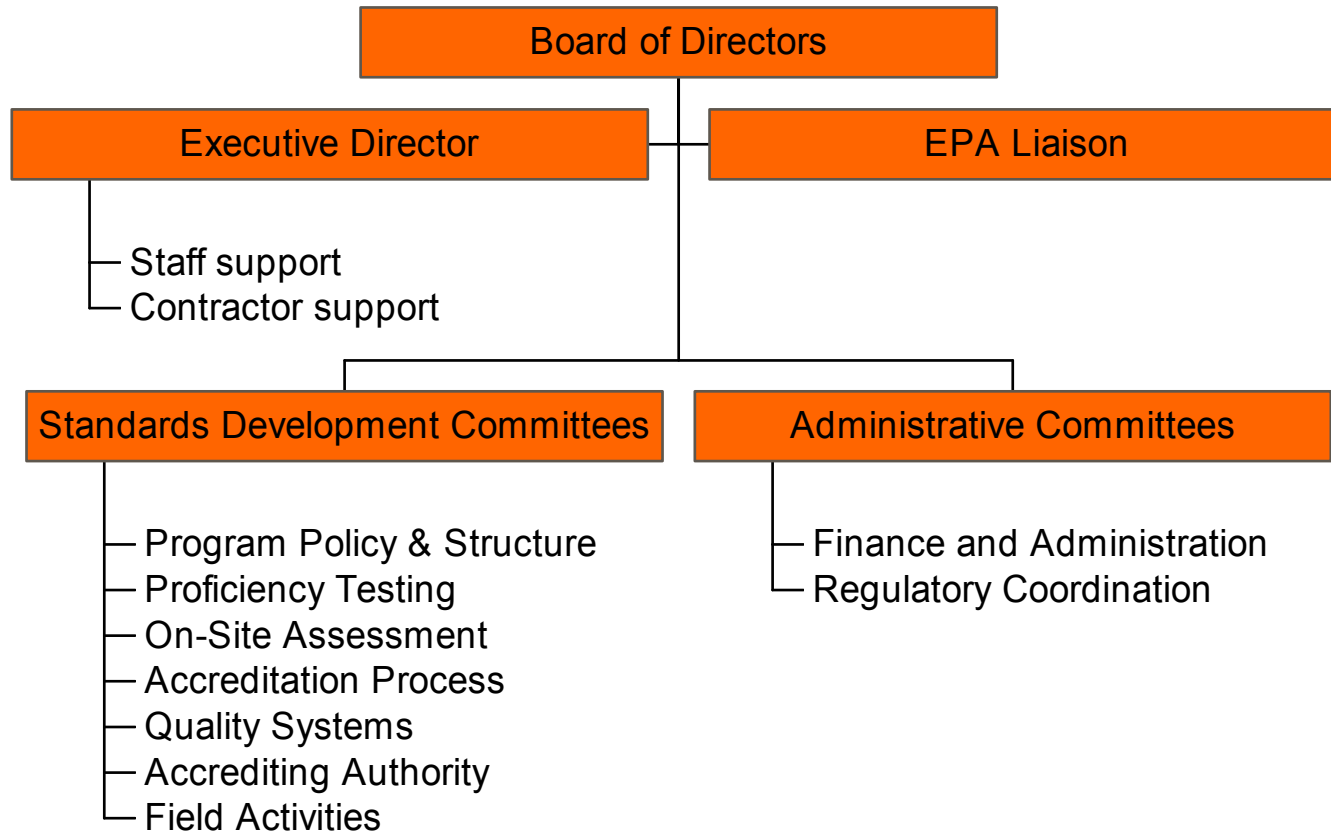 Board of Directors
Executive Director
EPA Liaison
Staff support
Contractor support
Standards Development Committees
Administrative Committees
Program Policy & Structure
Proficiency Testing
On-Site Assessment
Accreditation Process
Quality Systems
Accrediting Authority
Field Activities
Finance and Administration
Regulatory Coordination